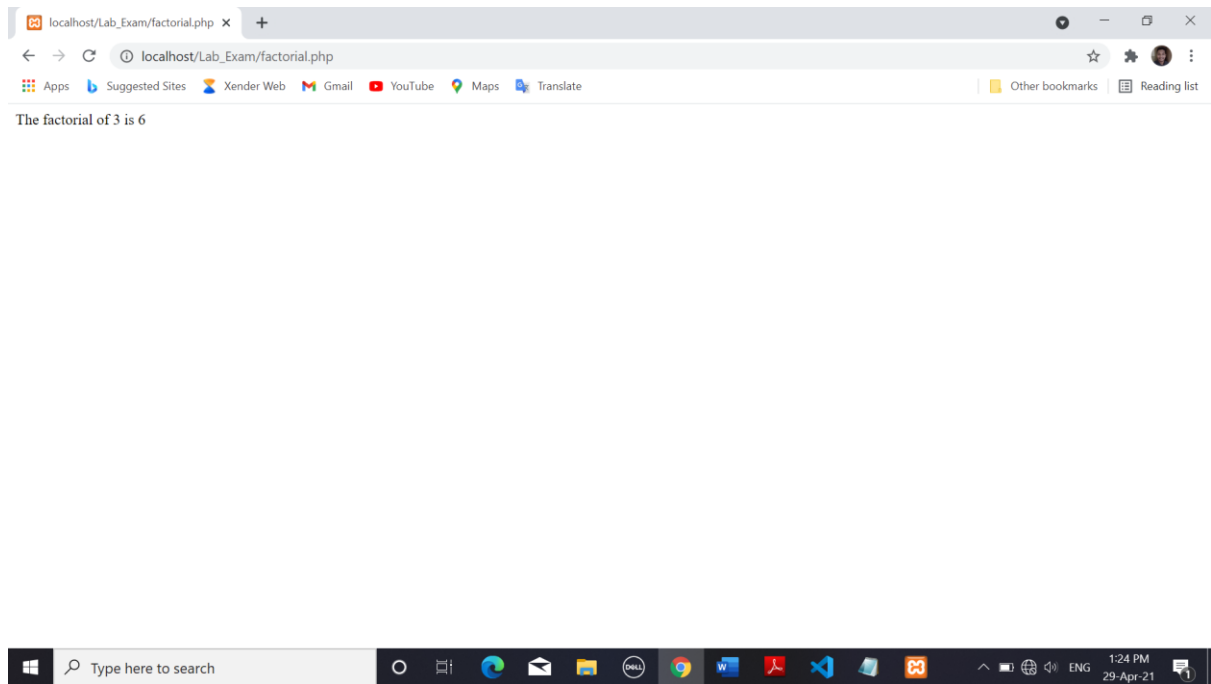 localhost/Lab_Exam/factorial.php
localhost/Lab_Exam/factorial.php
Apps Suggested Sites Xender Web Gmail YouTube Maps Translate Other bookmarks Reading list
The factorial of 3 is 6
Type here to search DELL W ENG 1:24 PM
29-Apr-21 1